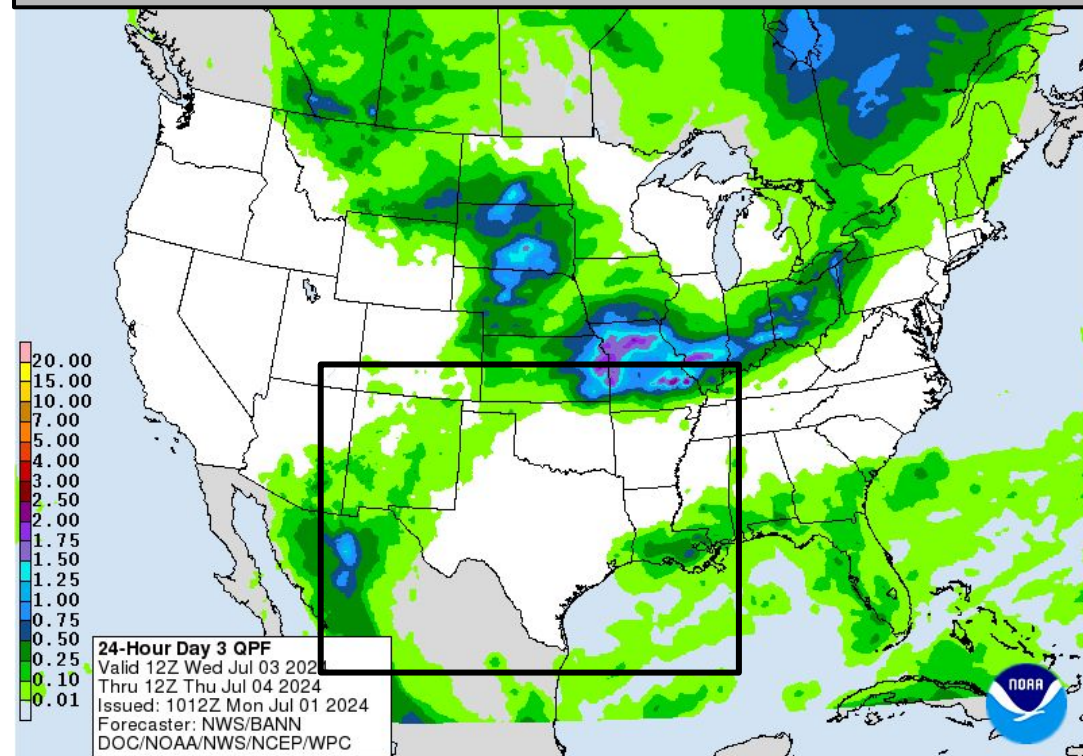 20.00
15.00
10.00
7.00
5.00
4.00
3.00
2.50
2.00
1.75
1.50
1.25
1.00
0.75
0.50
0.25
0.10
0.01
24-Hour Day 3 QPF
Valid 12Z Wed Jul 03 2024
Thru 12Z Thu Jul 04 2024
Issued: 1012Z Mon Jul 01 2024
Forecaster: NWS/BANN
DOC/NOAA/NWS/NCEP/WPC
NOAA